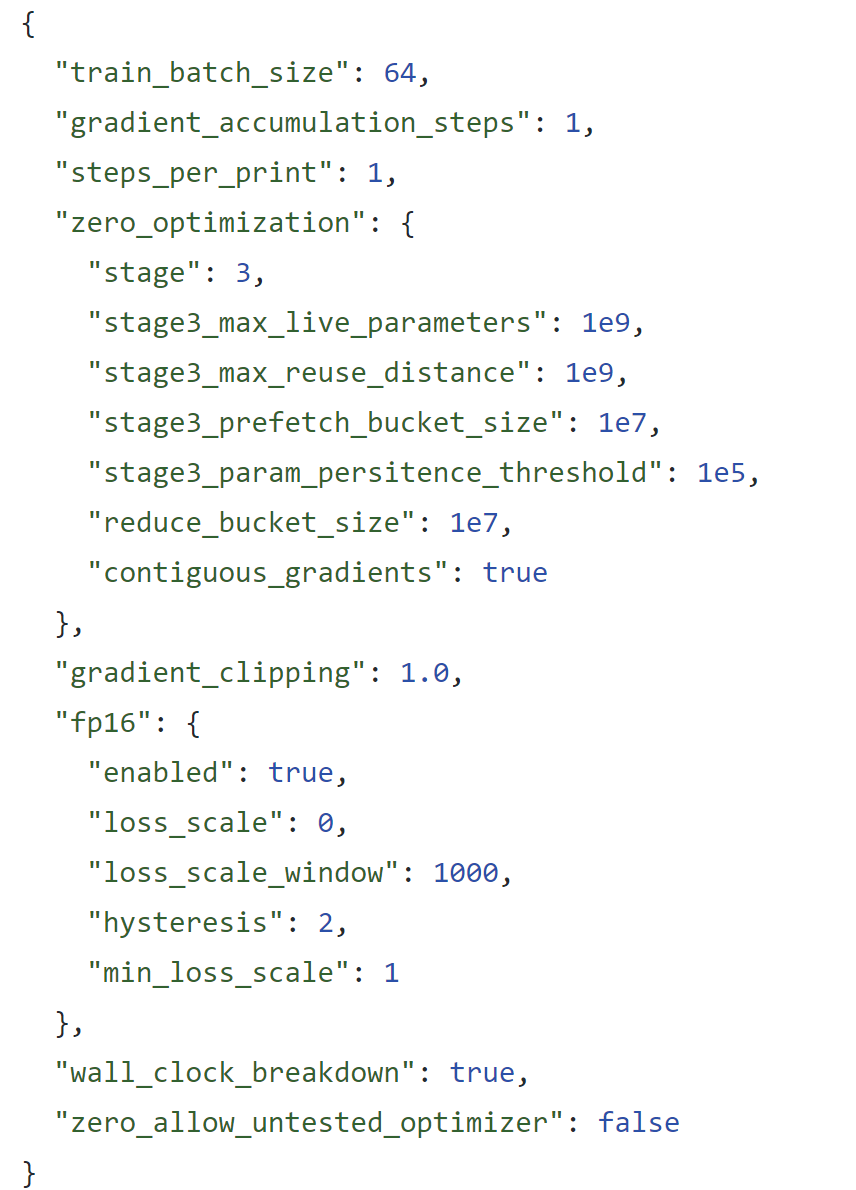 {
  "train_batch_size": 64,
  "gradient_accumulation_steps": 1,
  "steps_per_print": 1,
  "zero_optimization": {
    "stage": 3,
    "stage3_max_live_parameters": 1e9,
    "stage3_max_reuse_distance": 1e9,
    "stage3_prefetch_bucket_size": 1e7,
    "stage3_param_persitence_threshold": 1e5,
    "reduce_bucket_size": 1e7,
    "contiguous_gradients": true
  },
  "gradient_clipping": 1.0,
  "fp16": {
    "enabled": true,
    "loss_scale": 0,
    "loss_scale_window": 1000,
    "hysteresis": 2,
    "min_loss_scale": 1
  },
  "wall_clock_breakdown": true,
  "zero_allow_untested_optimizer": false
}